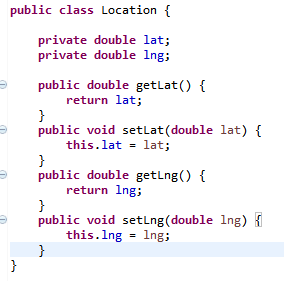 public class Location {
private double lat;
private double lng;
public double getLat() {
return lat;
}
public void setLat(double lat) {
this.lat = lat;
}
public double getLng() {
return lng;
}
public void setLng(double lng) {
this.lng = lng;
}
}